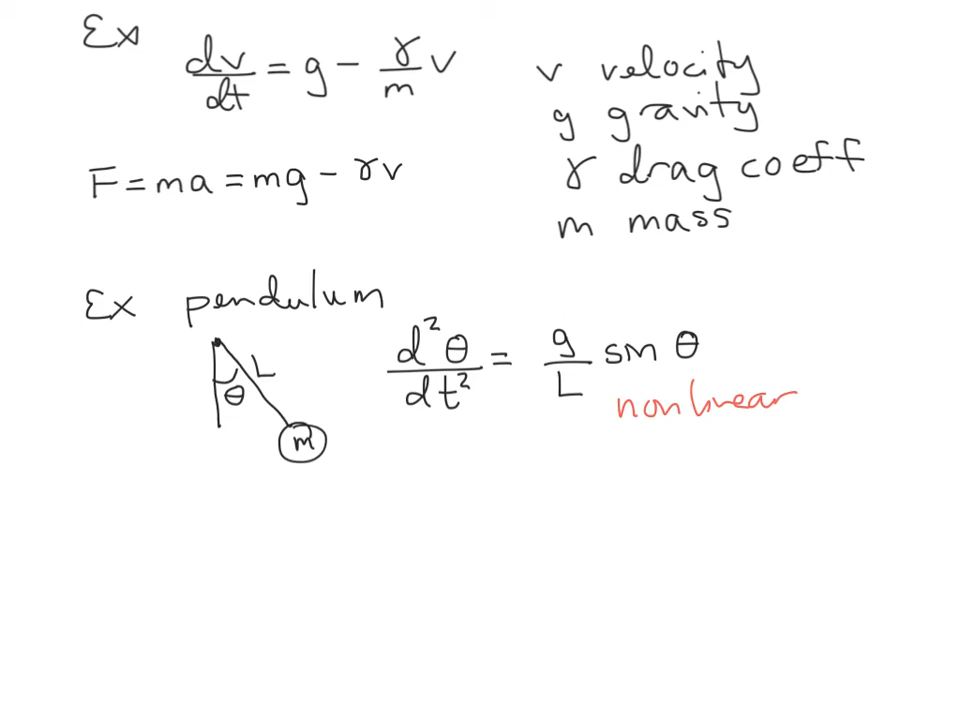 Ex dv/dt = g - γ/m v
v velocity
g gravity
γ drag coeff
m mass
F = ma = mg - γv
Ex pendulum
d²θ/dt² = g/L sin θ
nonlinear
L
θ
m